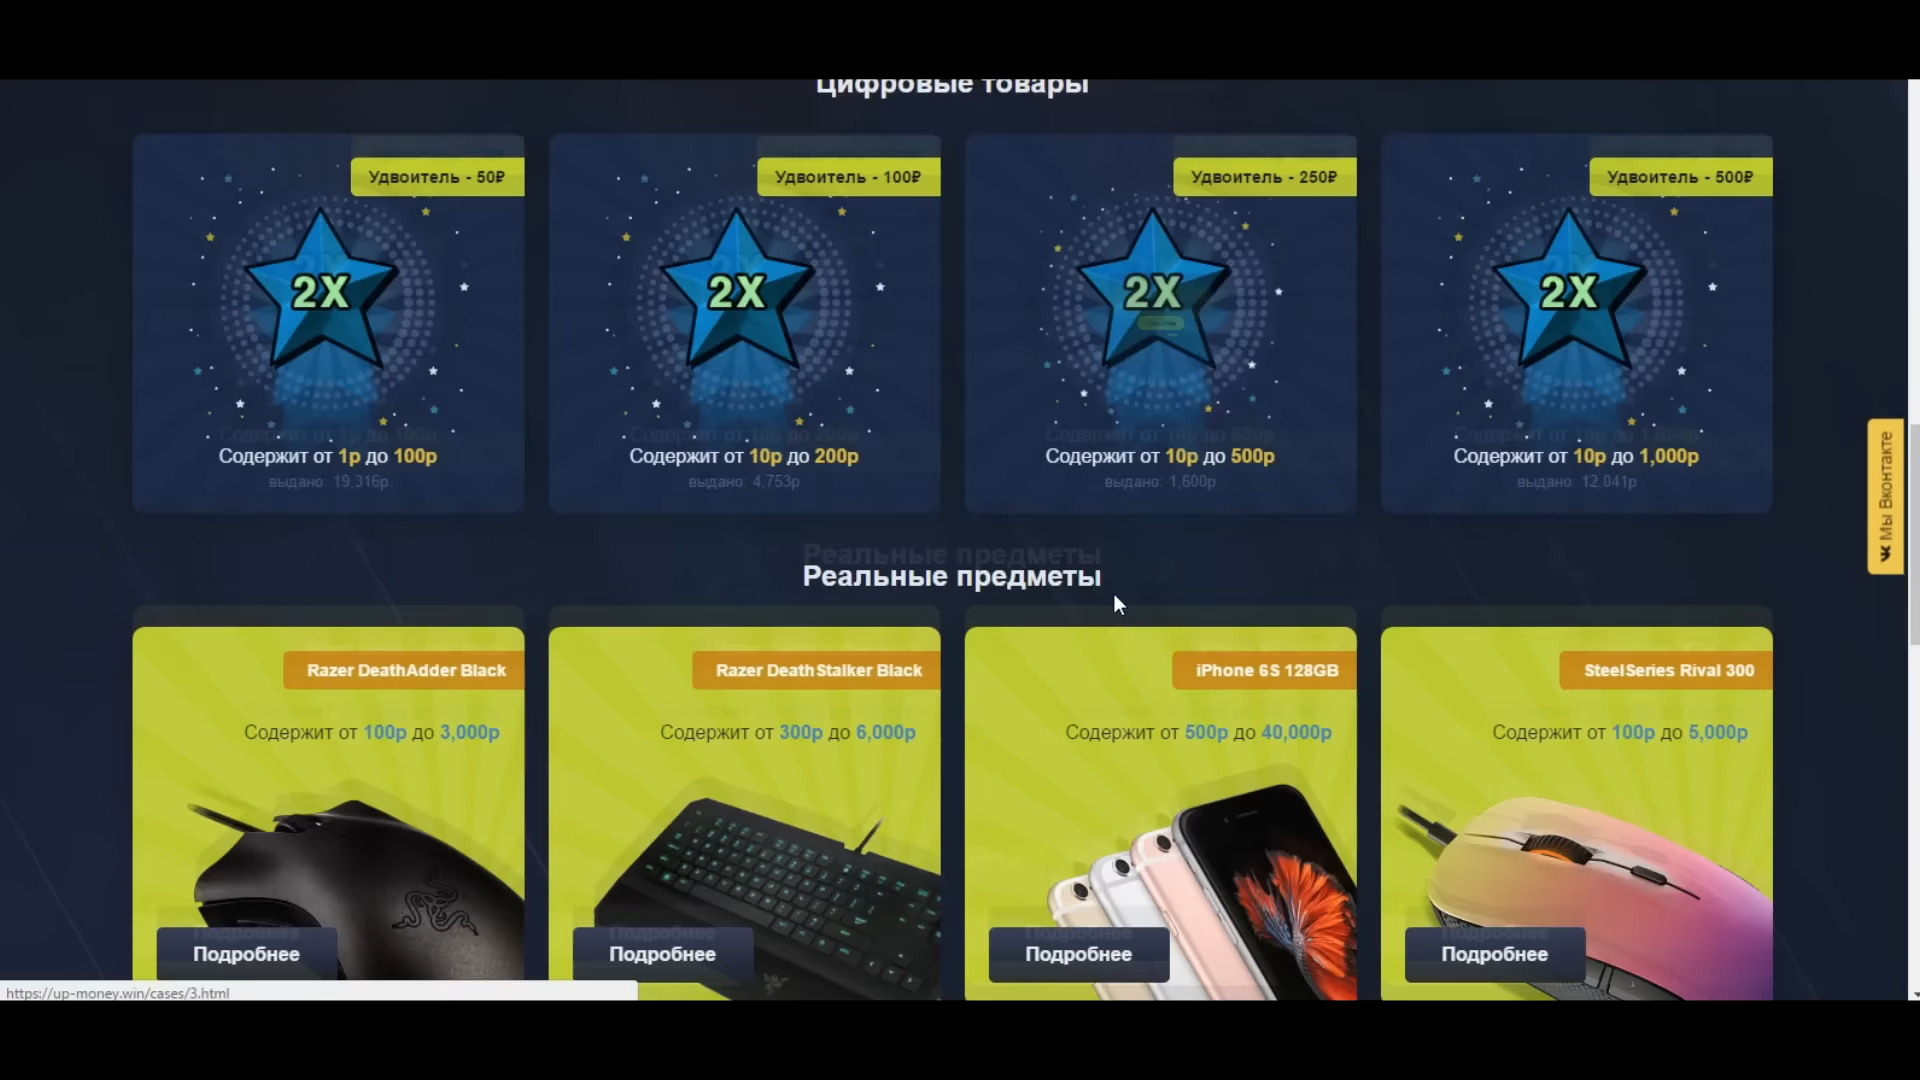 Цифровые товары
Удвоитель - 50₽
Удвоитель - 100₽
Удвоитель - 250₽
Удвоитель - 500₽
2X
2X
2X
2X
Содержит от 1р до 100р
Содержит от 10р до 200р
Содержит от 10р до 500р
Содержит от 10р до 1,000р
выдано: 19,316р
выдано: 4,753р
выдано: 1,600р
выдано: 12,041р
Мы Вконтакте
Реальные предметы
Razer DeathAdder Black
Razer DeathStalker Black
iPhone 6S 128GB
SteelSeries Rival 300
Содержит от 100р до 3,000р
Содержит от 300р до 6,000р
Содержит от 500р до 40,000р
Содержит от 100р до 5,000р
Подробнее
Подробнее
Подробнее
Подробнее
https://up-money.win/cases/3.html